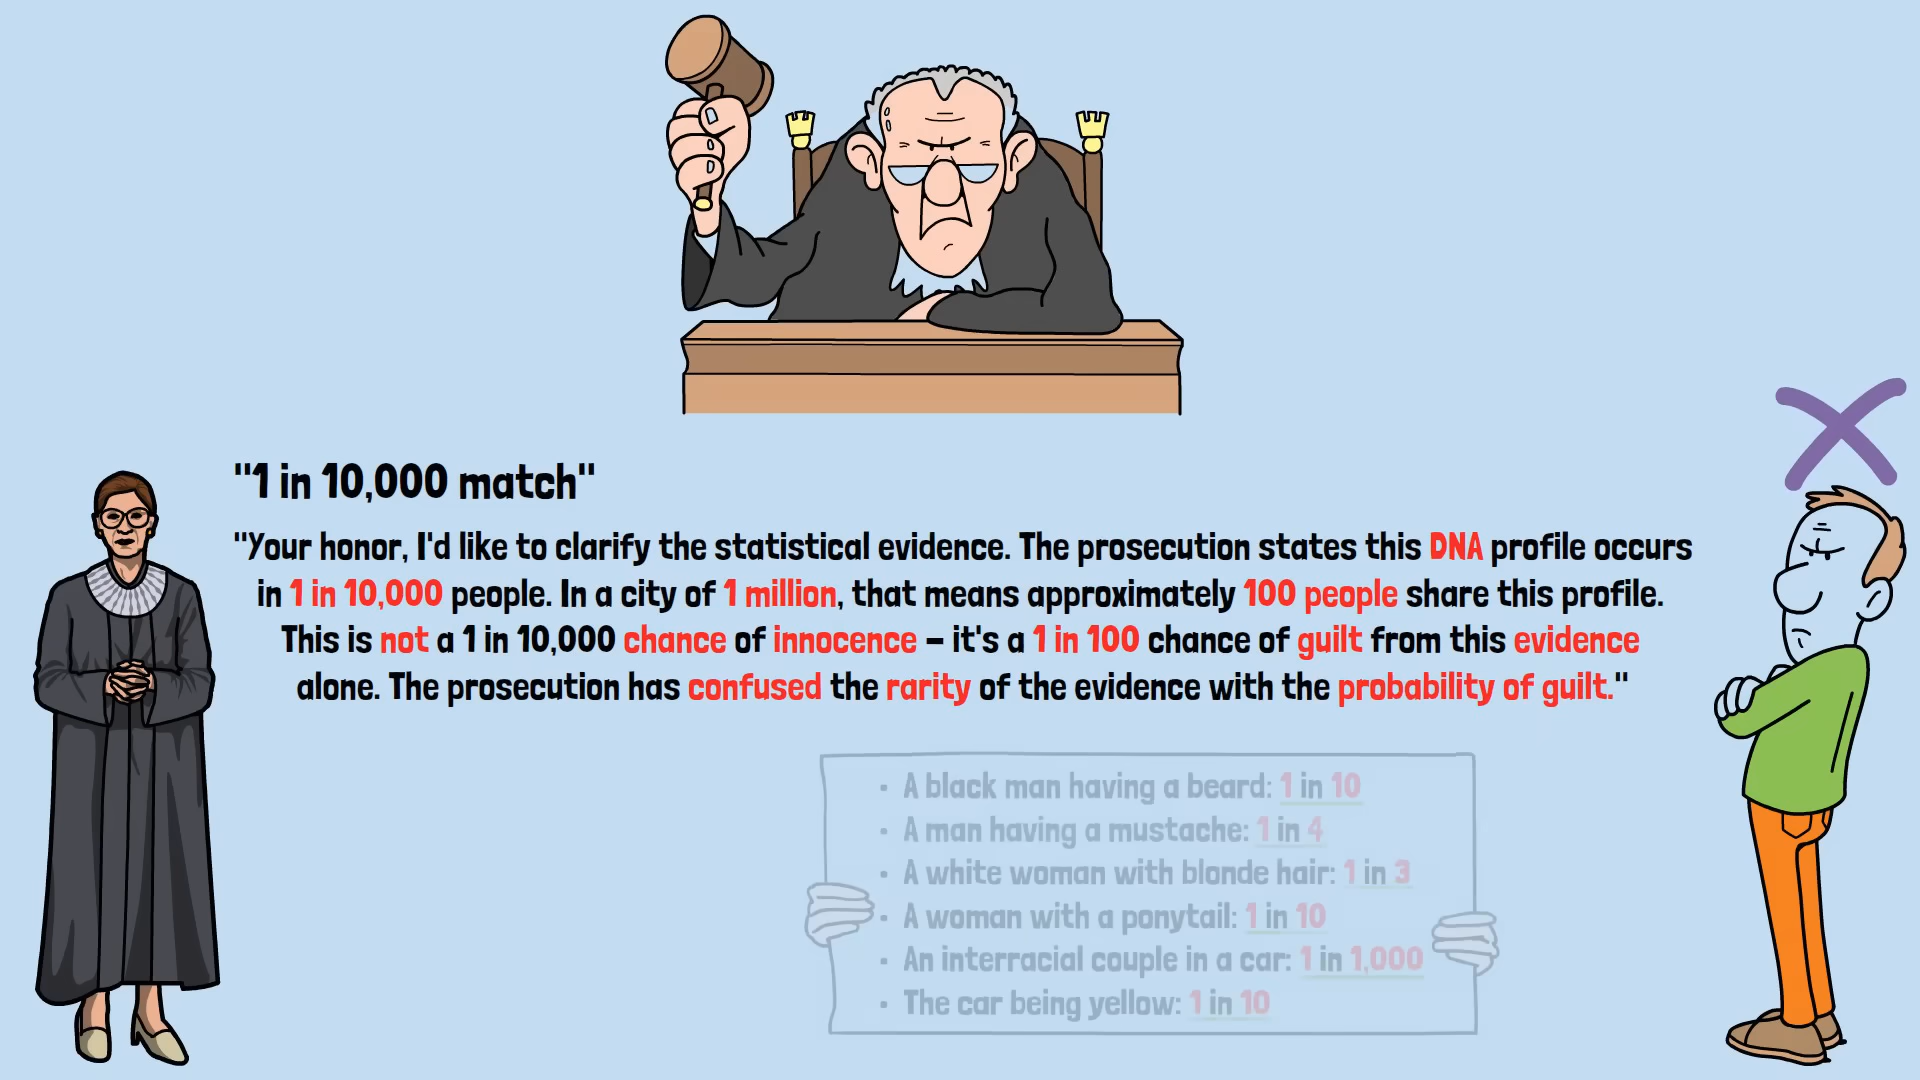 "1 in 10,000 match"
"Your honor, I'd like to clarify the statistical evidence. The prosecution states this DNA profile occurs
in 1 in 10,000 people. In a city of 1 million, that means approximately 100 people share this profile.
This is not a 1 in 10,000 chance of innocence – it's a 1 in 100 chance of guilt from this evidence
alone. The prosecution has confused the rarity of the evidence with the probability of guilt."
• A black man having a beard: 1 in 10
• A man having a mustache: 1 in 4
• A white woman with blonde hair: 1 in 3
• A woman with a ponytail: 1 in 10
• An interracial couple in a car: 1 in 1,000
• The car being yellow: 1 in 10